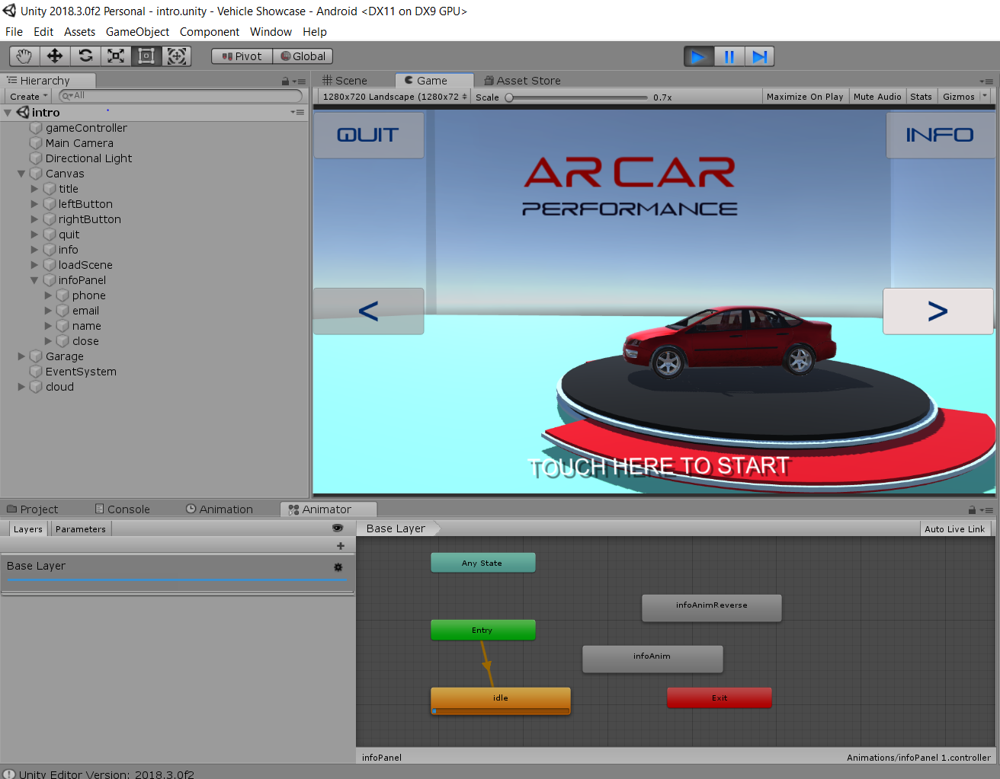 Unity 2018.3.0f2 Personal - intro.unity - Vehicle Showcase - Android <DX11 on DX9 GPU>
File Edit Assets GameObject Component Window Help
Pivot Global
Hierarchy
Create All
intro
gameController
Main Camera
Directional Light
Canvas
title
leftButton
rightButton
quit
info
loadScene
infoPanel
phone
email
name
close
Garage
EventSystem
cloud
Scene Game Asset Store
1280x720 Landscape (1280x72 Scale 0.7x Maximize On Play Mute Audio Stats Gizmos
QUIT
INFO
AR CAR
PERFORMANCE
<
>
TOUCH HERE TO START
Project Console Animation Animator
Layers Parameters
Base Layer
Base Layer Auto Live Link
Any State
infoAnimReverse
Entry
infoAnim
idle
Exit
infoPanel Animations/infoPanel 1.controller
Unity Editor Version: 2018.3.0f2